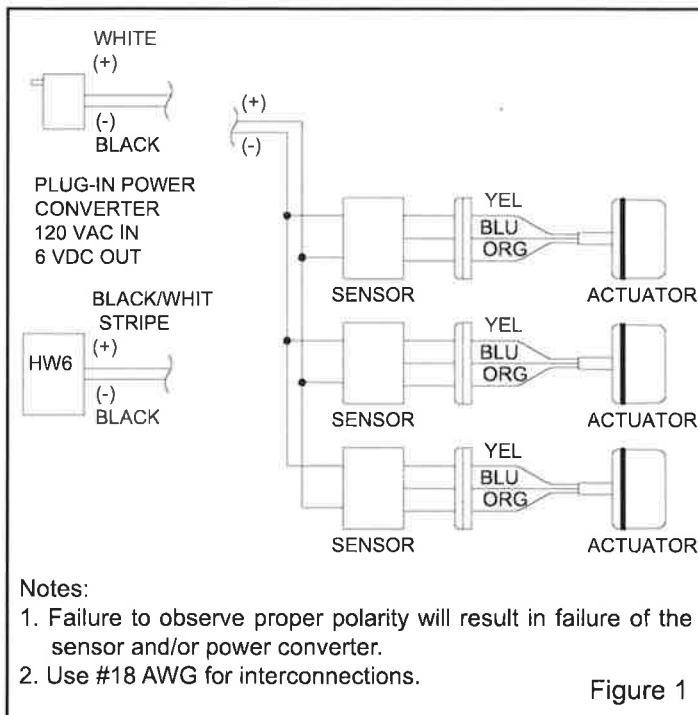 WHITE
(+)
(-)
BLACK
PLUG-IN POWER
CONVERTER
120 VAC IN
6 VDC OUT
BLACK/WHIT
STRIPE
(+)
HW6
(-)
BLACK
(+)
(-)
YEL
BLU
ORG
SENSOR
ACTUATOR
YEL
BLU
ORG
SENSOR
ACTUATOR
YEL
BLU
ORG
SENSOR
ACTUATOR
Notes:
1. Failure to observe proper polarity will result in failure of the
sensor and/or power converter.
2. Use #18 AWG for interconnections.
Figure 1